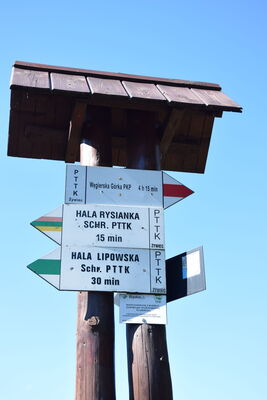 PTTK
Żywiec
Węgierska Górka PKP 4 h 15 min
HALA RYSIANKA
SCHR. PTTK
15 min
PTTK
ŻYWIEC
HALA LIPOWSKA
Schr. PTTK
30 min
PTTK
ŻYWIEC